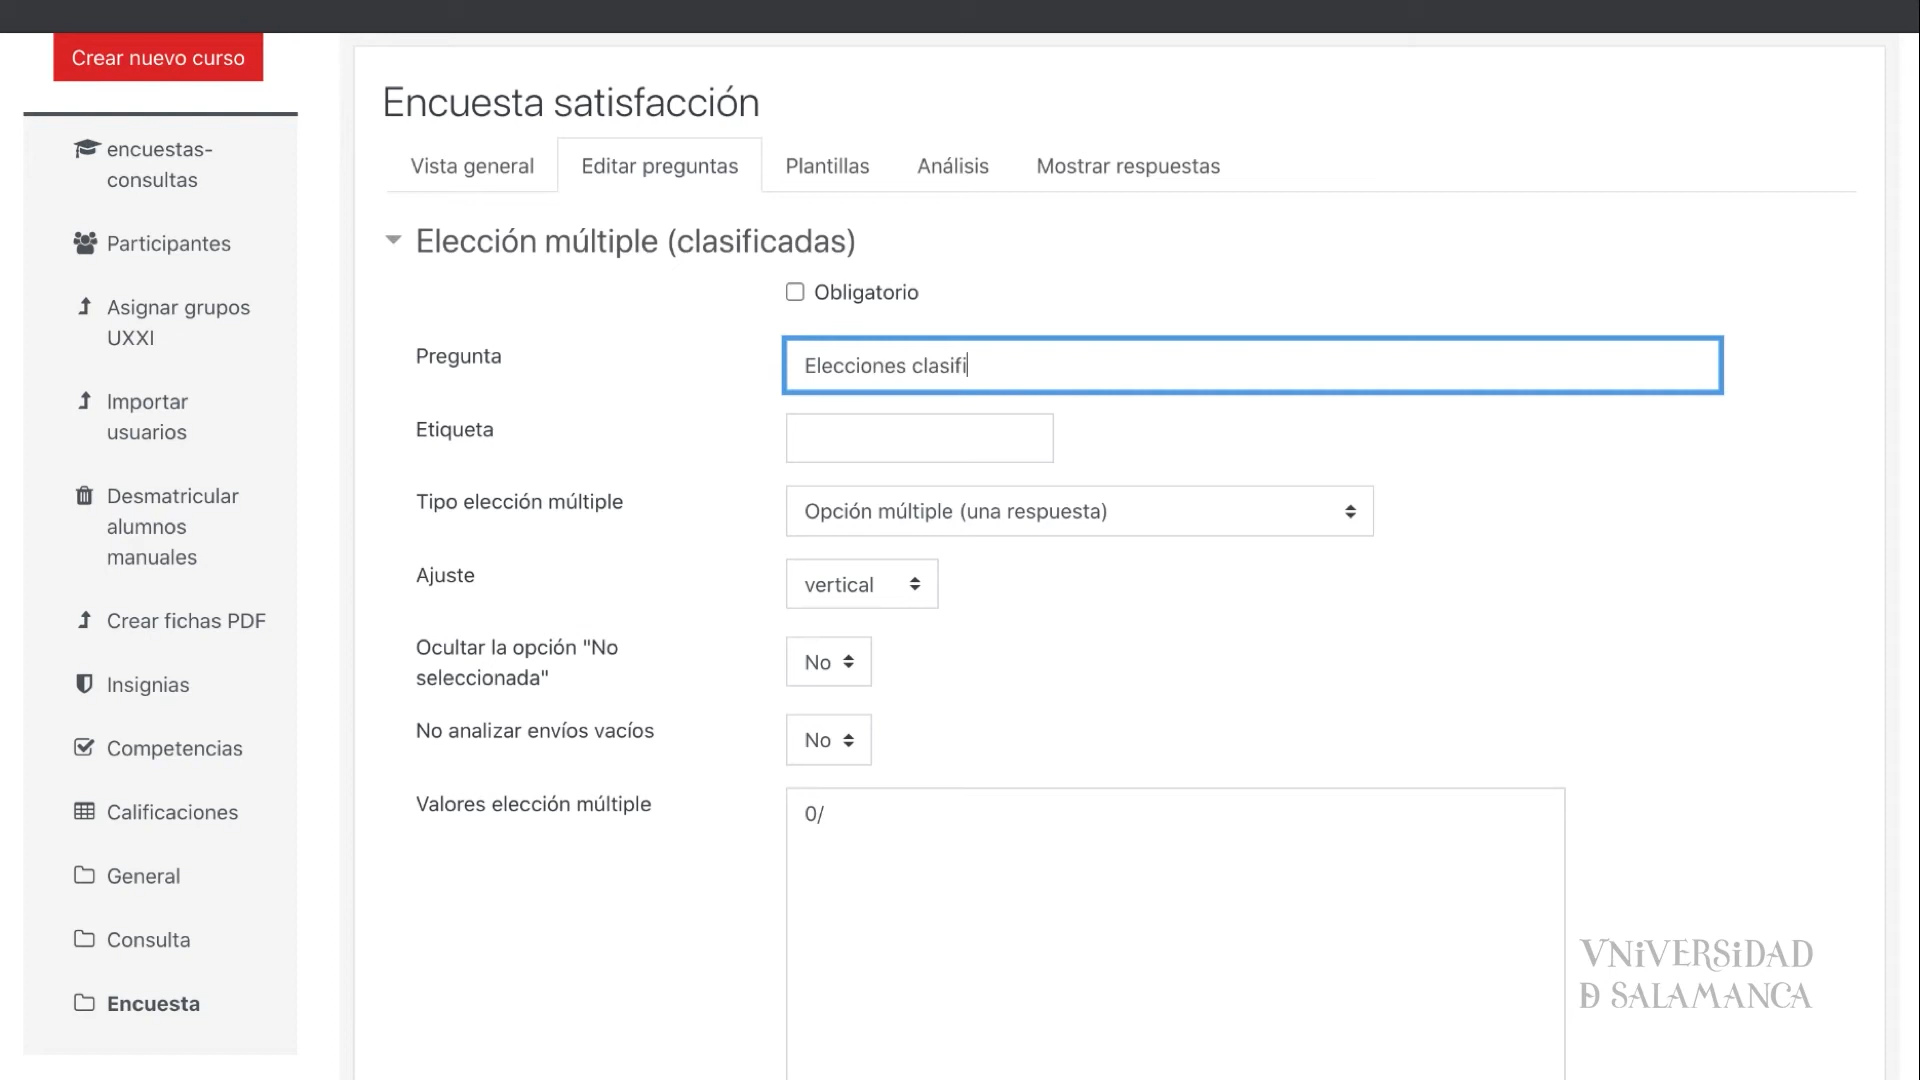 Crear nuevo curso
encuestas-
consultas
Participantes
Asignar grupos
UXXI
Importar
usuarios
Desmatricular
alumnos
manuales
Crear fichas PDF
Insignias
Competencias
Calificaciones
General
Consulta
Encuesta
Encuesta satisfacción
Vista general Editar preguntas Plantillas Análisis Mostrar respuestas
Elección múltiple (clasificadas)
Obligatorio
Pregunta
Elecciones clasifi
Etiqueta
Tipo elección múltiple
Opción múltiple (una respuesta)
Ajuste
vertical
Ocultar la opción "No
seleccionada"
No
No analizar envíos vacíos
No
Valores elección múltiple
0/
VNiVERSiDAD
D SALAMANCA